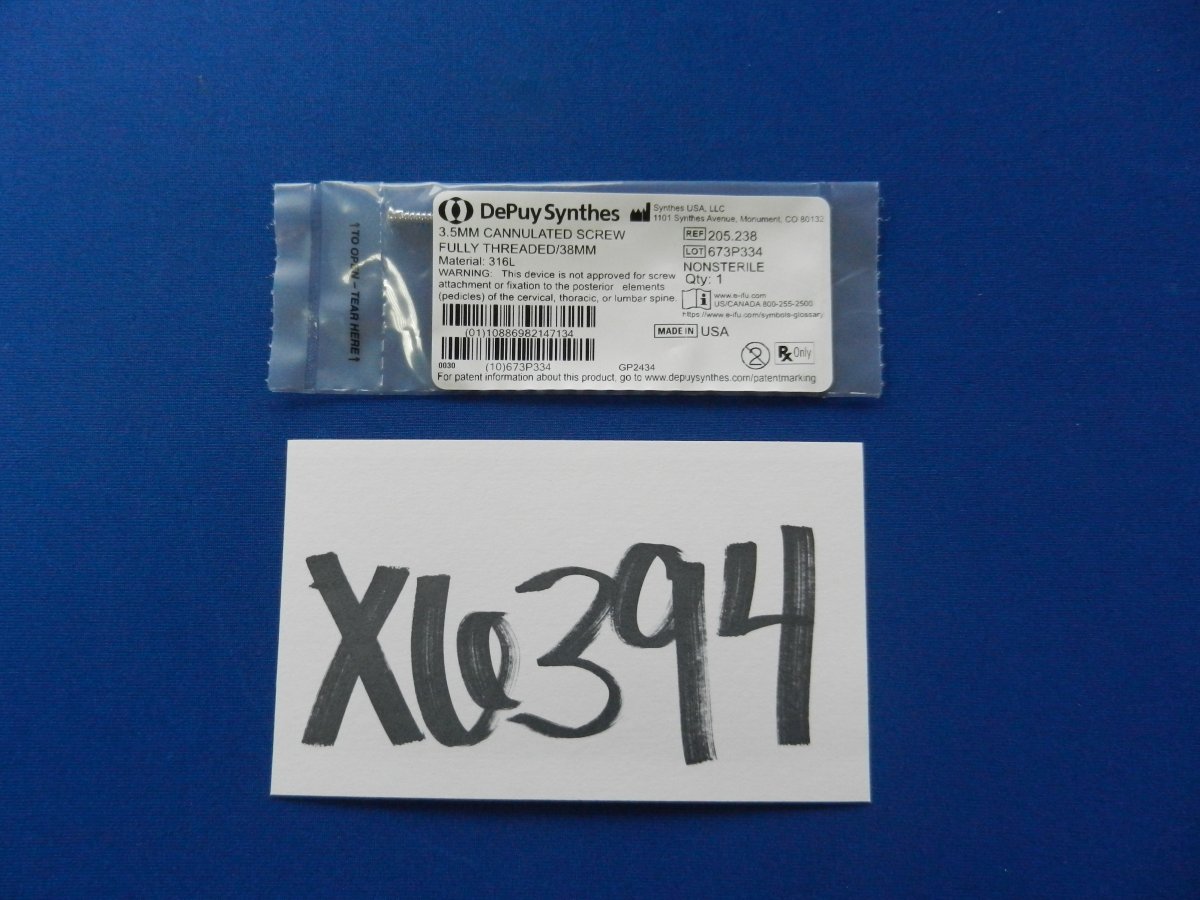 ↑TO OPEN – TEAR HERE↑
DePuy Synthes
Synthes USA, LLC
1101 Synthes Avenue, Monument, CO 80132
3.5MM CANNULATED SCREW
FULLY THREADED/38MM
Material: 316L
WARNING: This device is not approved for screw
attachment or fixation to the posterior elements
(pedicles) of the cervical, thoracic, or lumbar spine.
REF 205.238
LOT 673P334
NONSTERILE
Qty: 1
www.e-ifu.com
US/CANADA 800-255-2500
https://www.e-ifu.com/symbols-glossary
MADE IN USA
(01)10886982147134
2
Rx Only
0030 (10)673P334 GP2434
For patent information about this product, go to www.depuysynthes.com/patentmarking
X6394